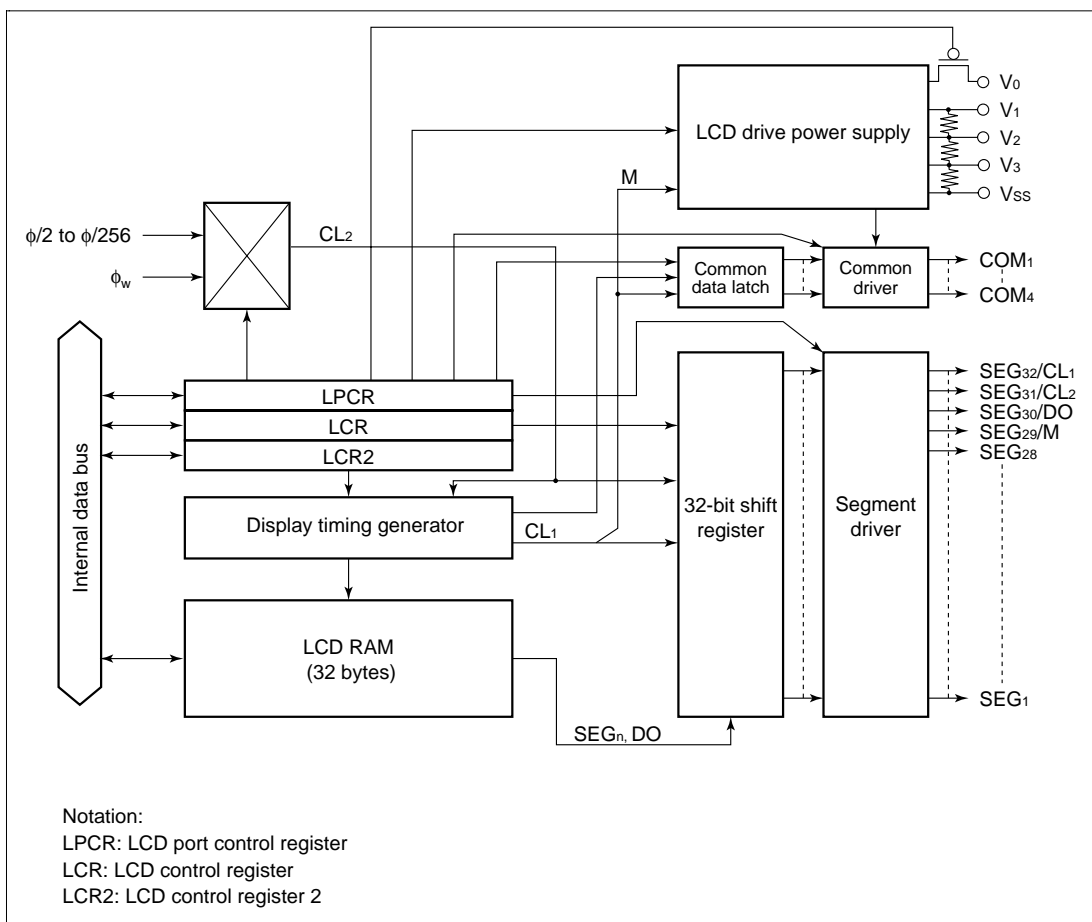 LCD drive power supply
V0
V1
V2
V3
VSS
M
ϕ/2 to ϕ/256
ϕw
CL2
Common data latch
Common driver
COM1
COM4
Internal data bus
LPCR
LCR
LCR2
Display timing generator
CL1
LCD RAM
(32 bytes)
SEGn, DO
32-bit shift register
Segment driver
SEG32/CL1
SEG31/CL2
SEG30/DO
SEG29/M
SEG28
SEG1
Notation:
LPCR: LCD port control register
LCR: LCD control register
LCR2: LCD control register 2